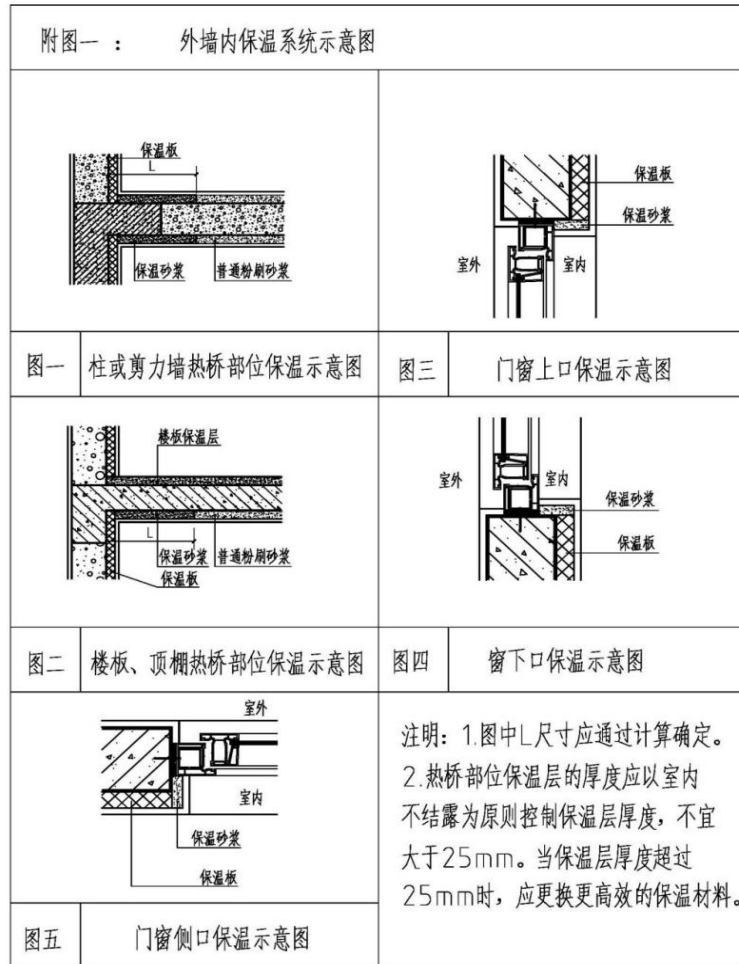 附图一： 外墙内保温系统示意图
保温板
L
保温砂浆 普通粉刷砂浆
图一 柱或剪力墙热桥部位保温示意图
保温板
保温砂浆
室外 室内
图三 门窗上口保温示意图
楼板保温层
L
保温砂浆 普通粉刷砂浆
保温板
图二 楼板、顶棚热桥部位保温示意图
室外 室内
保温砂浆
保温板
图四 窗下口保温示意图
室外
室内
保温砂浆
保温板
图五 门窗侧口保温示意图
注明：1.图中L尺寸应通过计算确定。
2.热桥部位保温层的厚度应以室内
不结露为原则控制保温层厚度，不宜
大于25mm。当保温层厚度超过
25mm时，应更换更高效的保温材料。